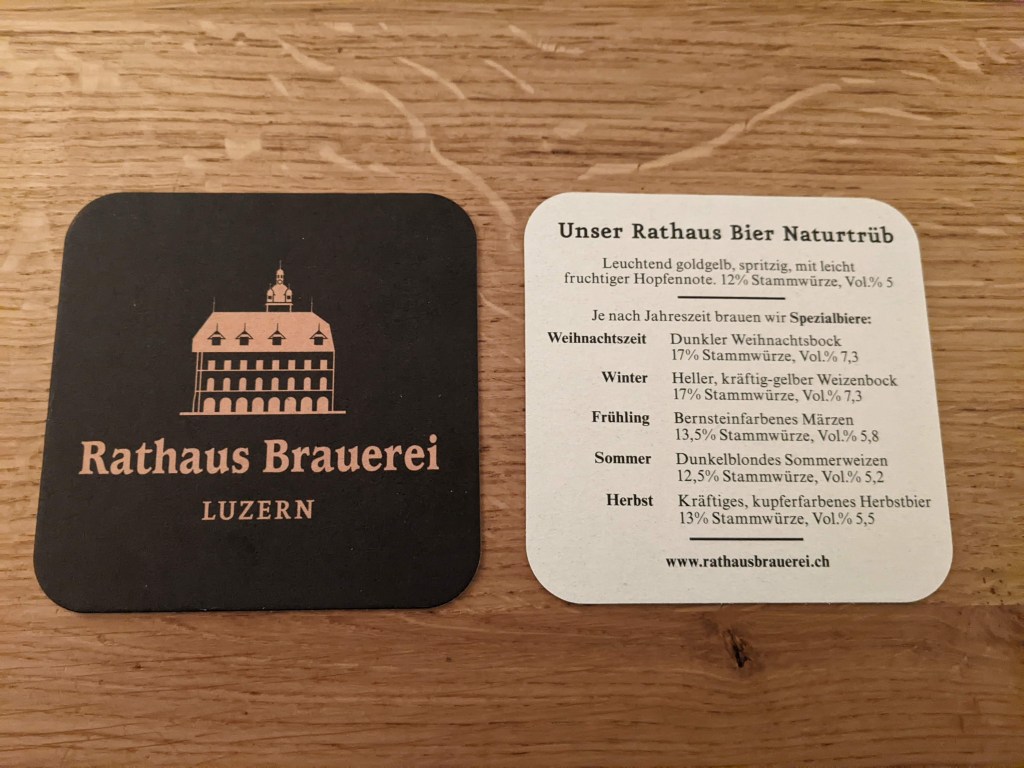 Rathaus Brauerei
LUZERN
Unser Rathaus Bier Naturtrüb
Leuchtend goldgelb, spritzig, mit leicht
fruchtiger Hopfennote. 12% Stammwürze, Vol.% 5
Je nach Jahreszeit brauen wir Spezialbiere:
Weihnachtszeit Dunkler Weihnachtsbock
17% Stammwürze, Vol.% 7,3
Winter Heller, kräftig-gelber Weizenbock
17% Stammwürze, Vol.% 7,3
Frühling Bernsteinfarbenes Märzen
13,5% Stammwürze, Vol.% 5,8
Sommer Dunkelblondes Sommerweizen
12,5% Stammwürze, Vol.% 5,2
Herbst Kräftiges, kupferfarbenes Herbstbier
13% Stammwürze, Vol.% 5,5
www.rathausbrauerei.ch